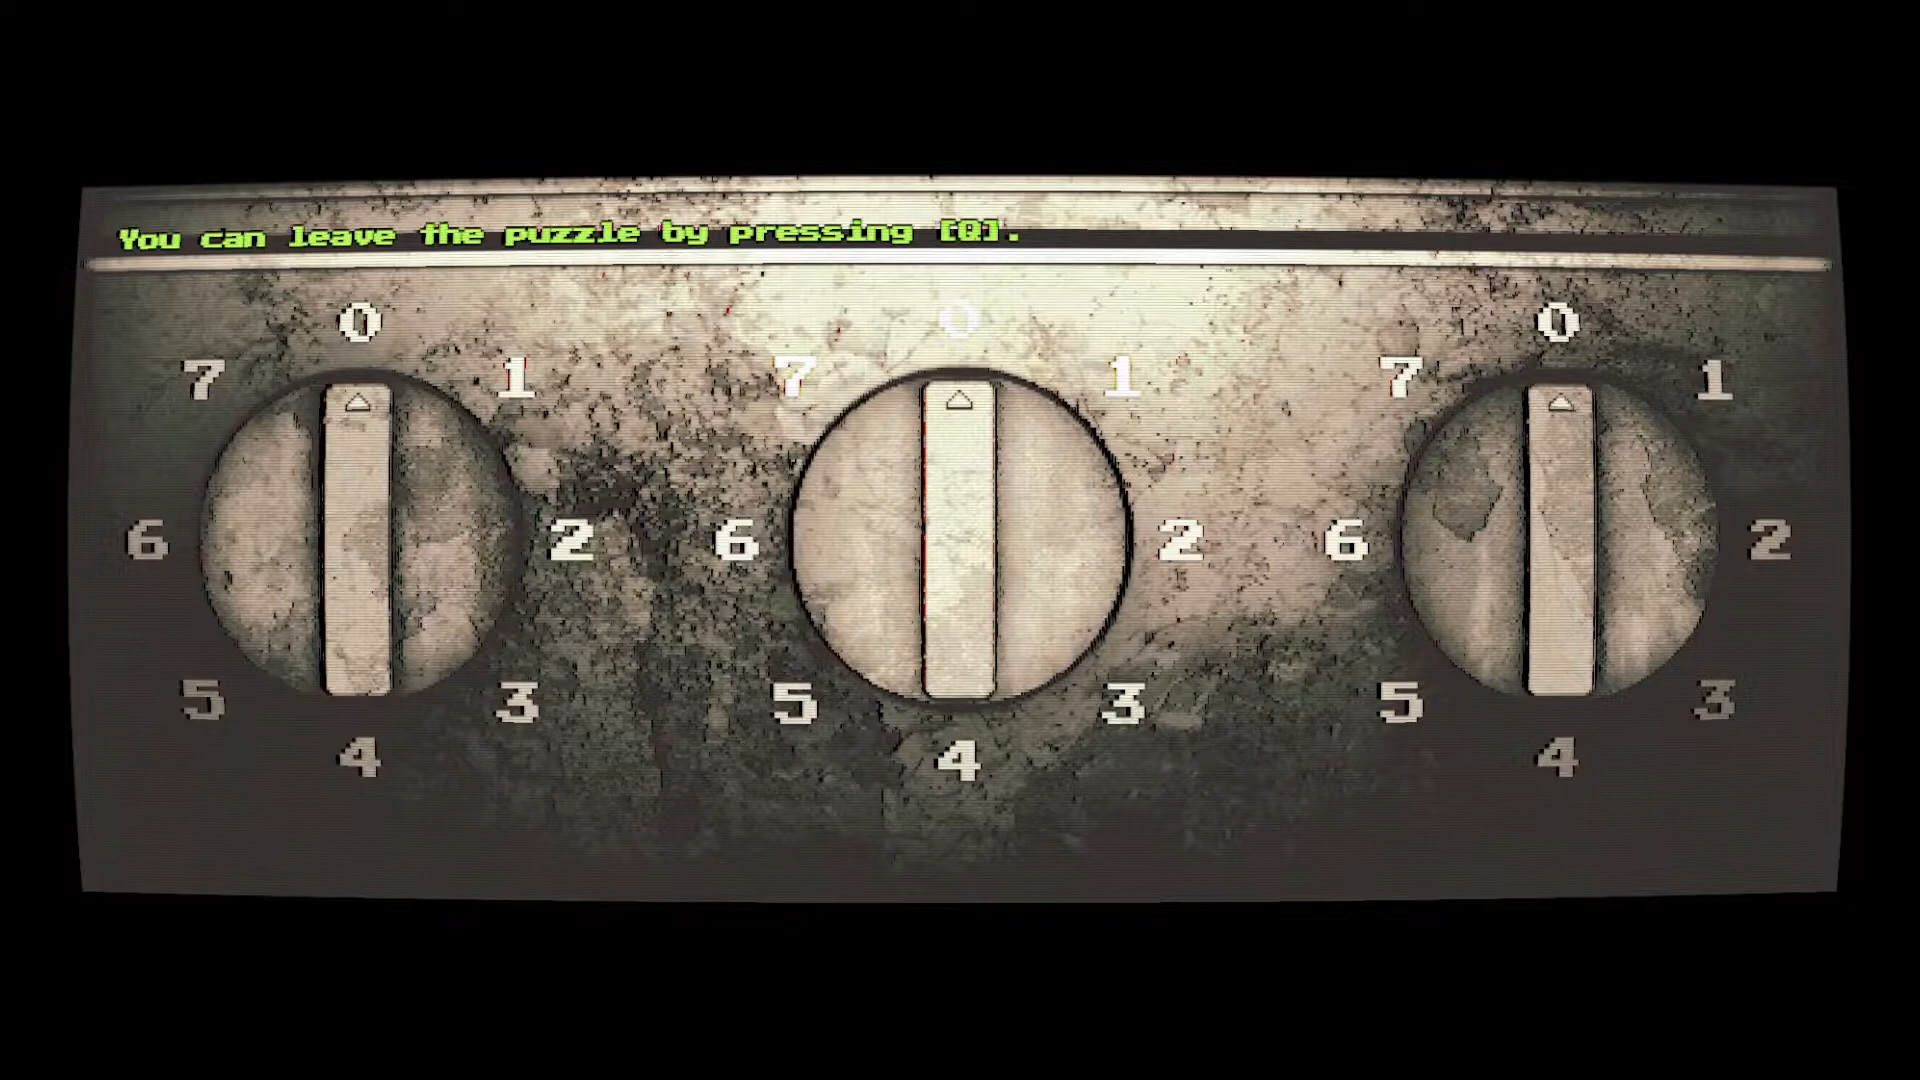 You can leave the puzzle by pressing [Q].
0 0 0
7 1 7 1 7 1
6 2 6 2 6 2
5 3 5 3 5 3
4 4 4